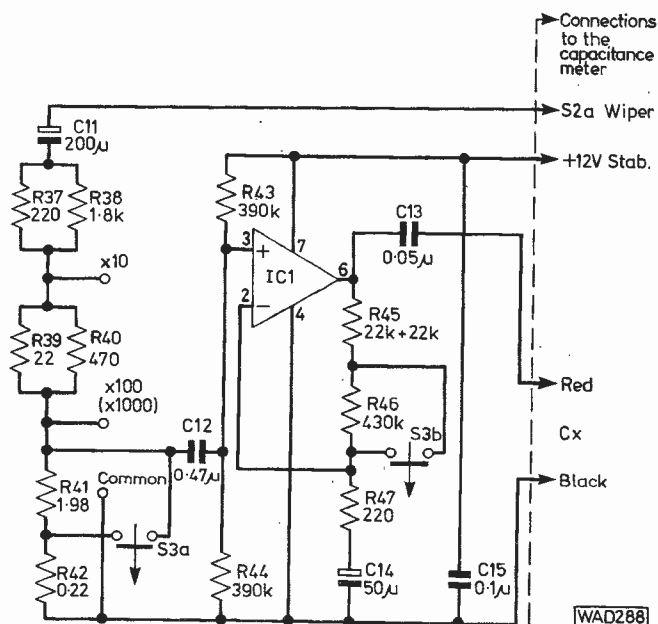 Connections
to the
capacitance
meter
S2a Wiper
C11
200μ
+12V Stab.
R37
220
R38
1.8k
R43
390k
C13
0.05μ
x10
3
+
7
IC1
6
2
−
4
R45
22k+22k
R39
22
R40
470
x100
(x1000)
Red
R46
430k
C12
0.47μ
S3b
Cx
R41
1.98
Common
Black
R47
220
S3a
R42
0.22
R44
390k
C14
50μ
C15
0.1μ
WAD288